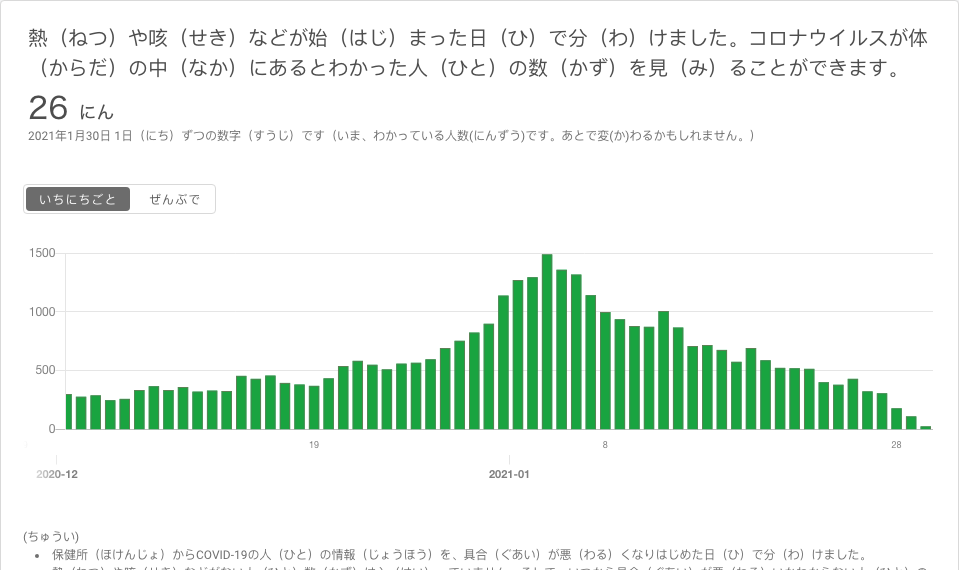 熱（ねつ）や咳（せき）などが始（はじ）まった日（ひ）で分（わ）けました。コロナウイルスが体
（からだ）の中（なか）にあるとわかった人（ひと）の数（かず）を見（み）ることができます。
26 にん
2021年1月30日 1日（にち）ずつの数字（すうじ）です（いま、わかっている人数(にんずう)です。あとで変(か)わるかもしれません。）
いちにちごと ぜんぶで
1500
1000
500
0
19 8 28
2020-12 2021-01
(ちゅうい)
• 保健所（ほけんじょ）からCOVID-19の人（ひと）の情報（じょうほう）を、具合（ぐあい）が悪（わる）くなりはじめた日（ひ）で分（わ）けました。